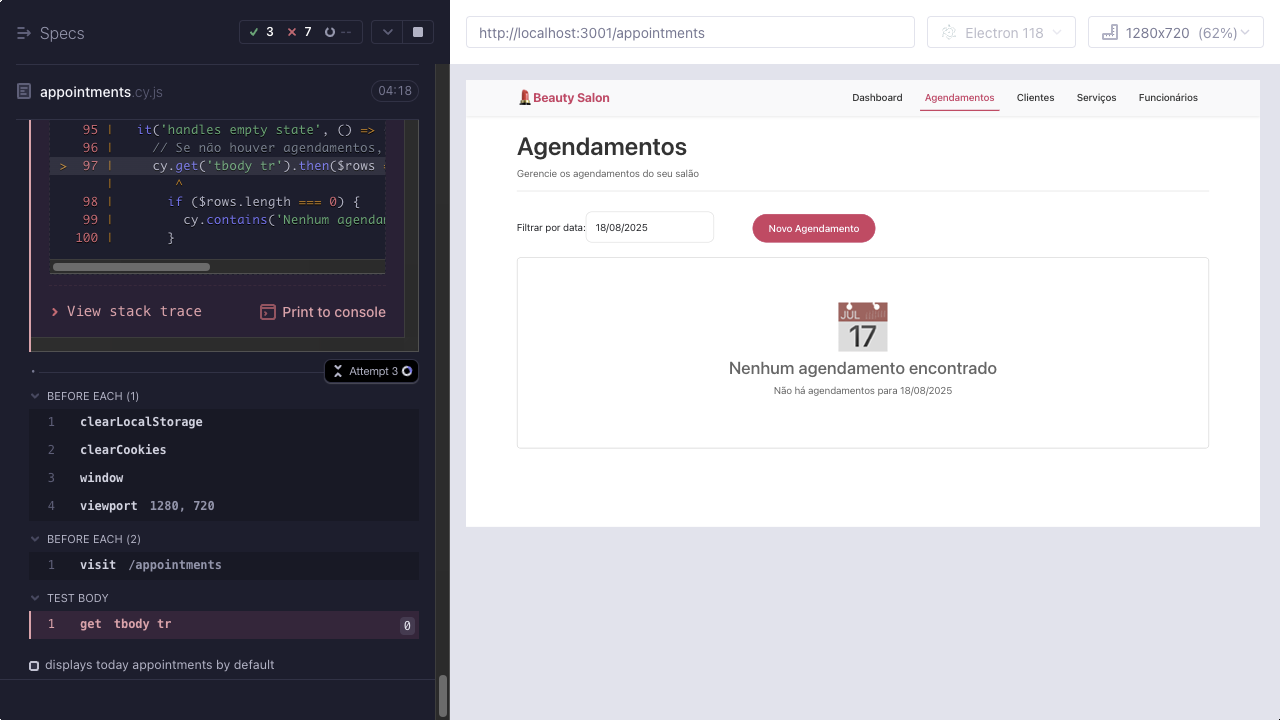 Specs
3
7
--
appointments.cy.js
04:18
95 | it('handles empty state', () =>
96 | // Se não houver agendamentos,
> 97 | cy.get('tbody tr').then($rows
| ^
98 | if ($rows.length === 0) {
99 | cy.contains('Nenhum agendam
100 | }
View stack trace
Print to console
Attempt 3
BEFORE EACH (1)
1 clearLocalStorage
2 clearCookies
3 window
4 viewport 1280, 720
BEFORE EACH (2)
1 visit /appointments
TEST BODY
1 get tbody tr 0
displays today appointments by default
http://localhost:3001/appointments
Electron 118
1280x720 (62%)
Beauty Salon
Dashboard
Agendamentos
Clientes
Serviços
Funcionários
Agendamentos
Gerencie os agendamentos do seu salão
Filtrar por data: 18/08/2025
Novo Agendamento
JUL
17
Nenhum agendamento encontrado
Não há agendamentos para 18/08/2025